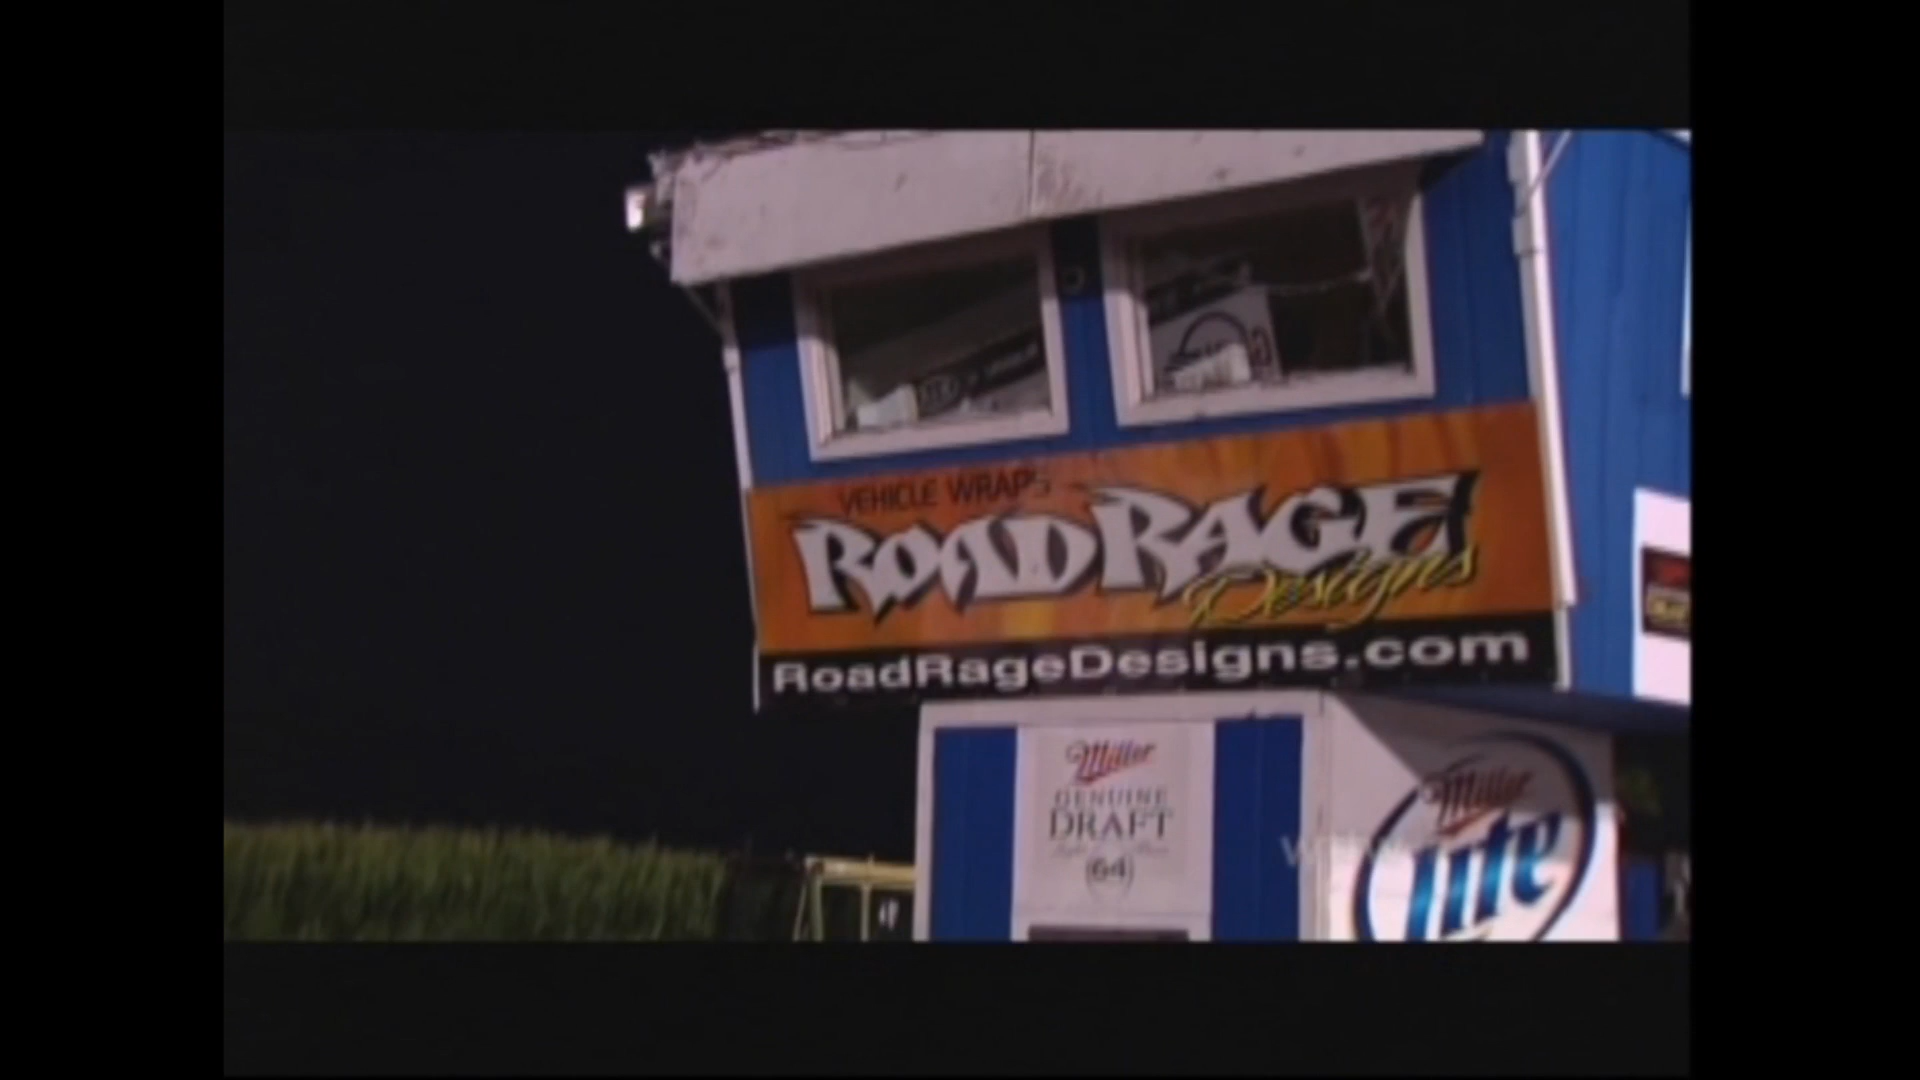 VEHICLE WRAPS
ROAD RAGE
Designs
RoadRageDesigns.com
Miller
GENUINE
DRAFT
64
Miller
Lite